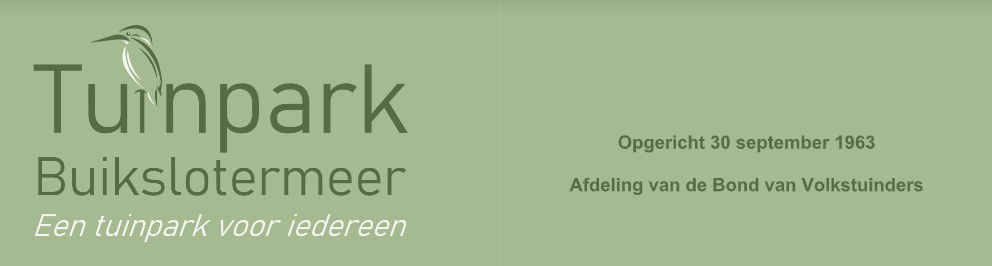 Tuinpark
Buikslotermeer
Een tuinpark voor iedereen
Opgericht 30 september 1963
Afdeling van de Bond van Volkstuinders